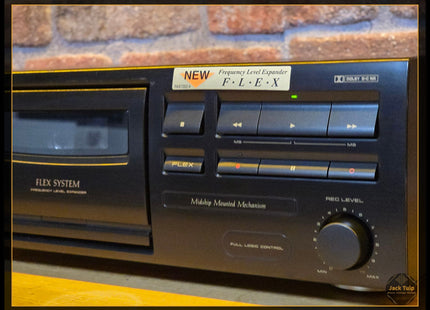 NEW
Frequency Level Expander
F·L·E·X
DOLBY B-C NR
MS
MS
FLEX
FLEX SYSTEM
FREQUENCY LEVEL EXPANDER
Midship Mounted Mechanism
REC LEVEL
FULL LOGIC CONTROL
MIN
MAX
Jack Tulp